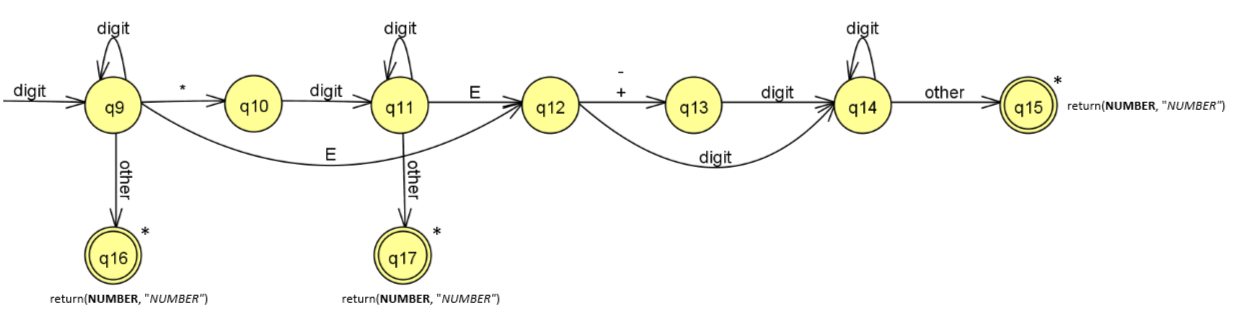 digit digit digit
digit q9 * q10 digit q11 E q12 - + q13 digit q14 other q15 * return(NUMBER, "NUMBER")
E digit
other other
q16 * q17 *
return(NUMBER, "NUMBER") return(NUMBER, "NUMBER")